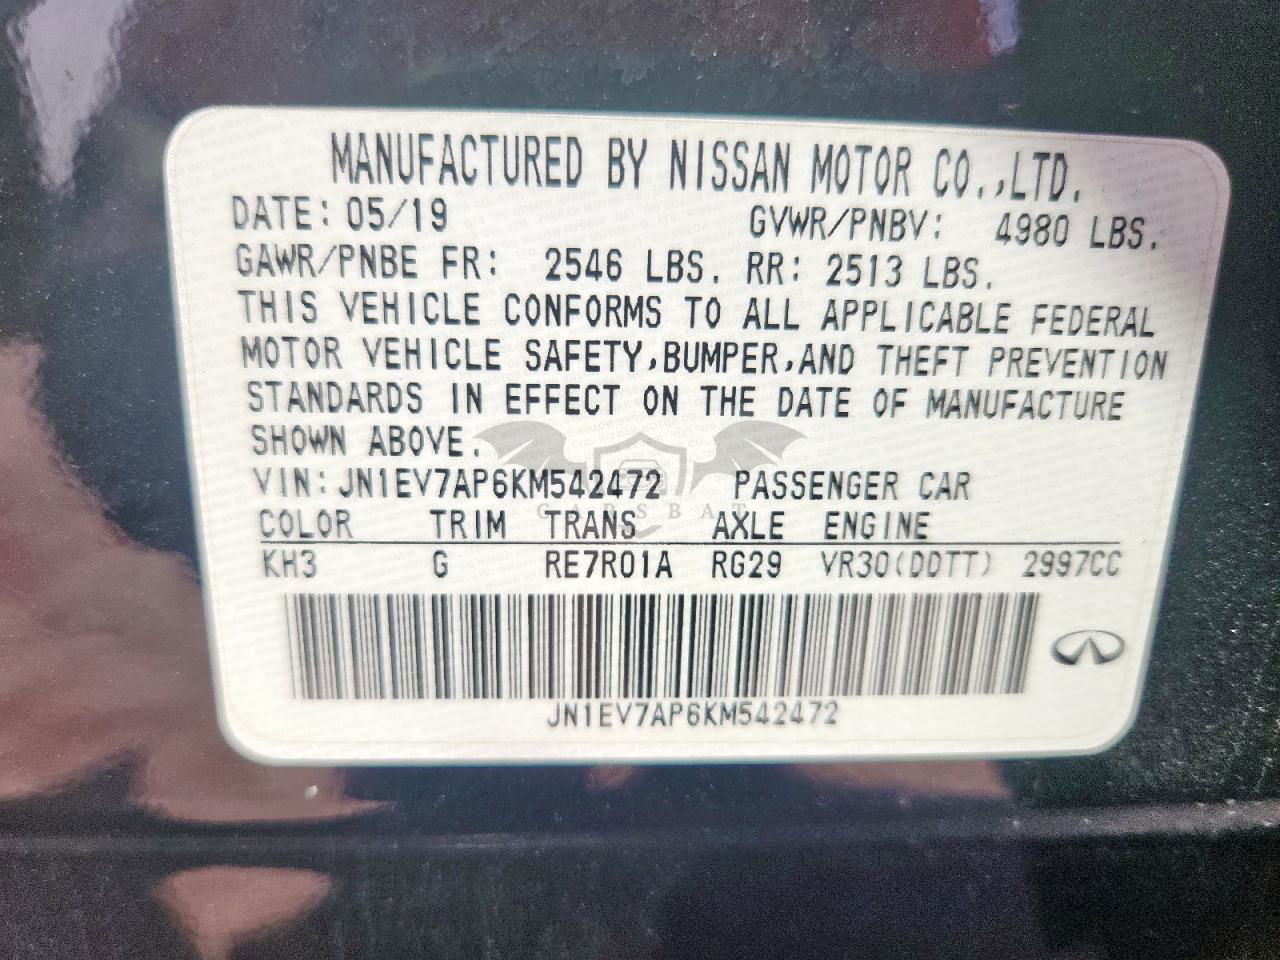 MANUFACTURED BY NISSAN MOTOR CO.,LTD.
DATE: 05/19 GVWR/PNBV: 4980 LBS.
GAWR/PNBE FR: 2546 LBS. RR: 2513 LBS.
THIS VEHICLE CONFORMS TO ALL APPLICABLE FEDERAL
MOTOR VEHICLE SAFETY,BUMPER,AND THEFT PREVENTION
STANDARDS IN EFFECT ON THE DATE OF MANUFACTURE
SHOWN ABOVE.
VIN: JN1EV7AP6KM542472 PASSENGER CAR
CARSBAT
COLOR TRIM TRANS AXLE ENGINE
KH3 G RE7R01A RG29 VR30(DDTT) 2997CC
JN1EV7AP6KM542472